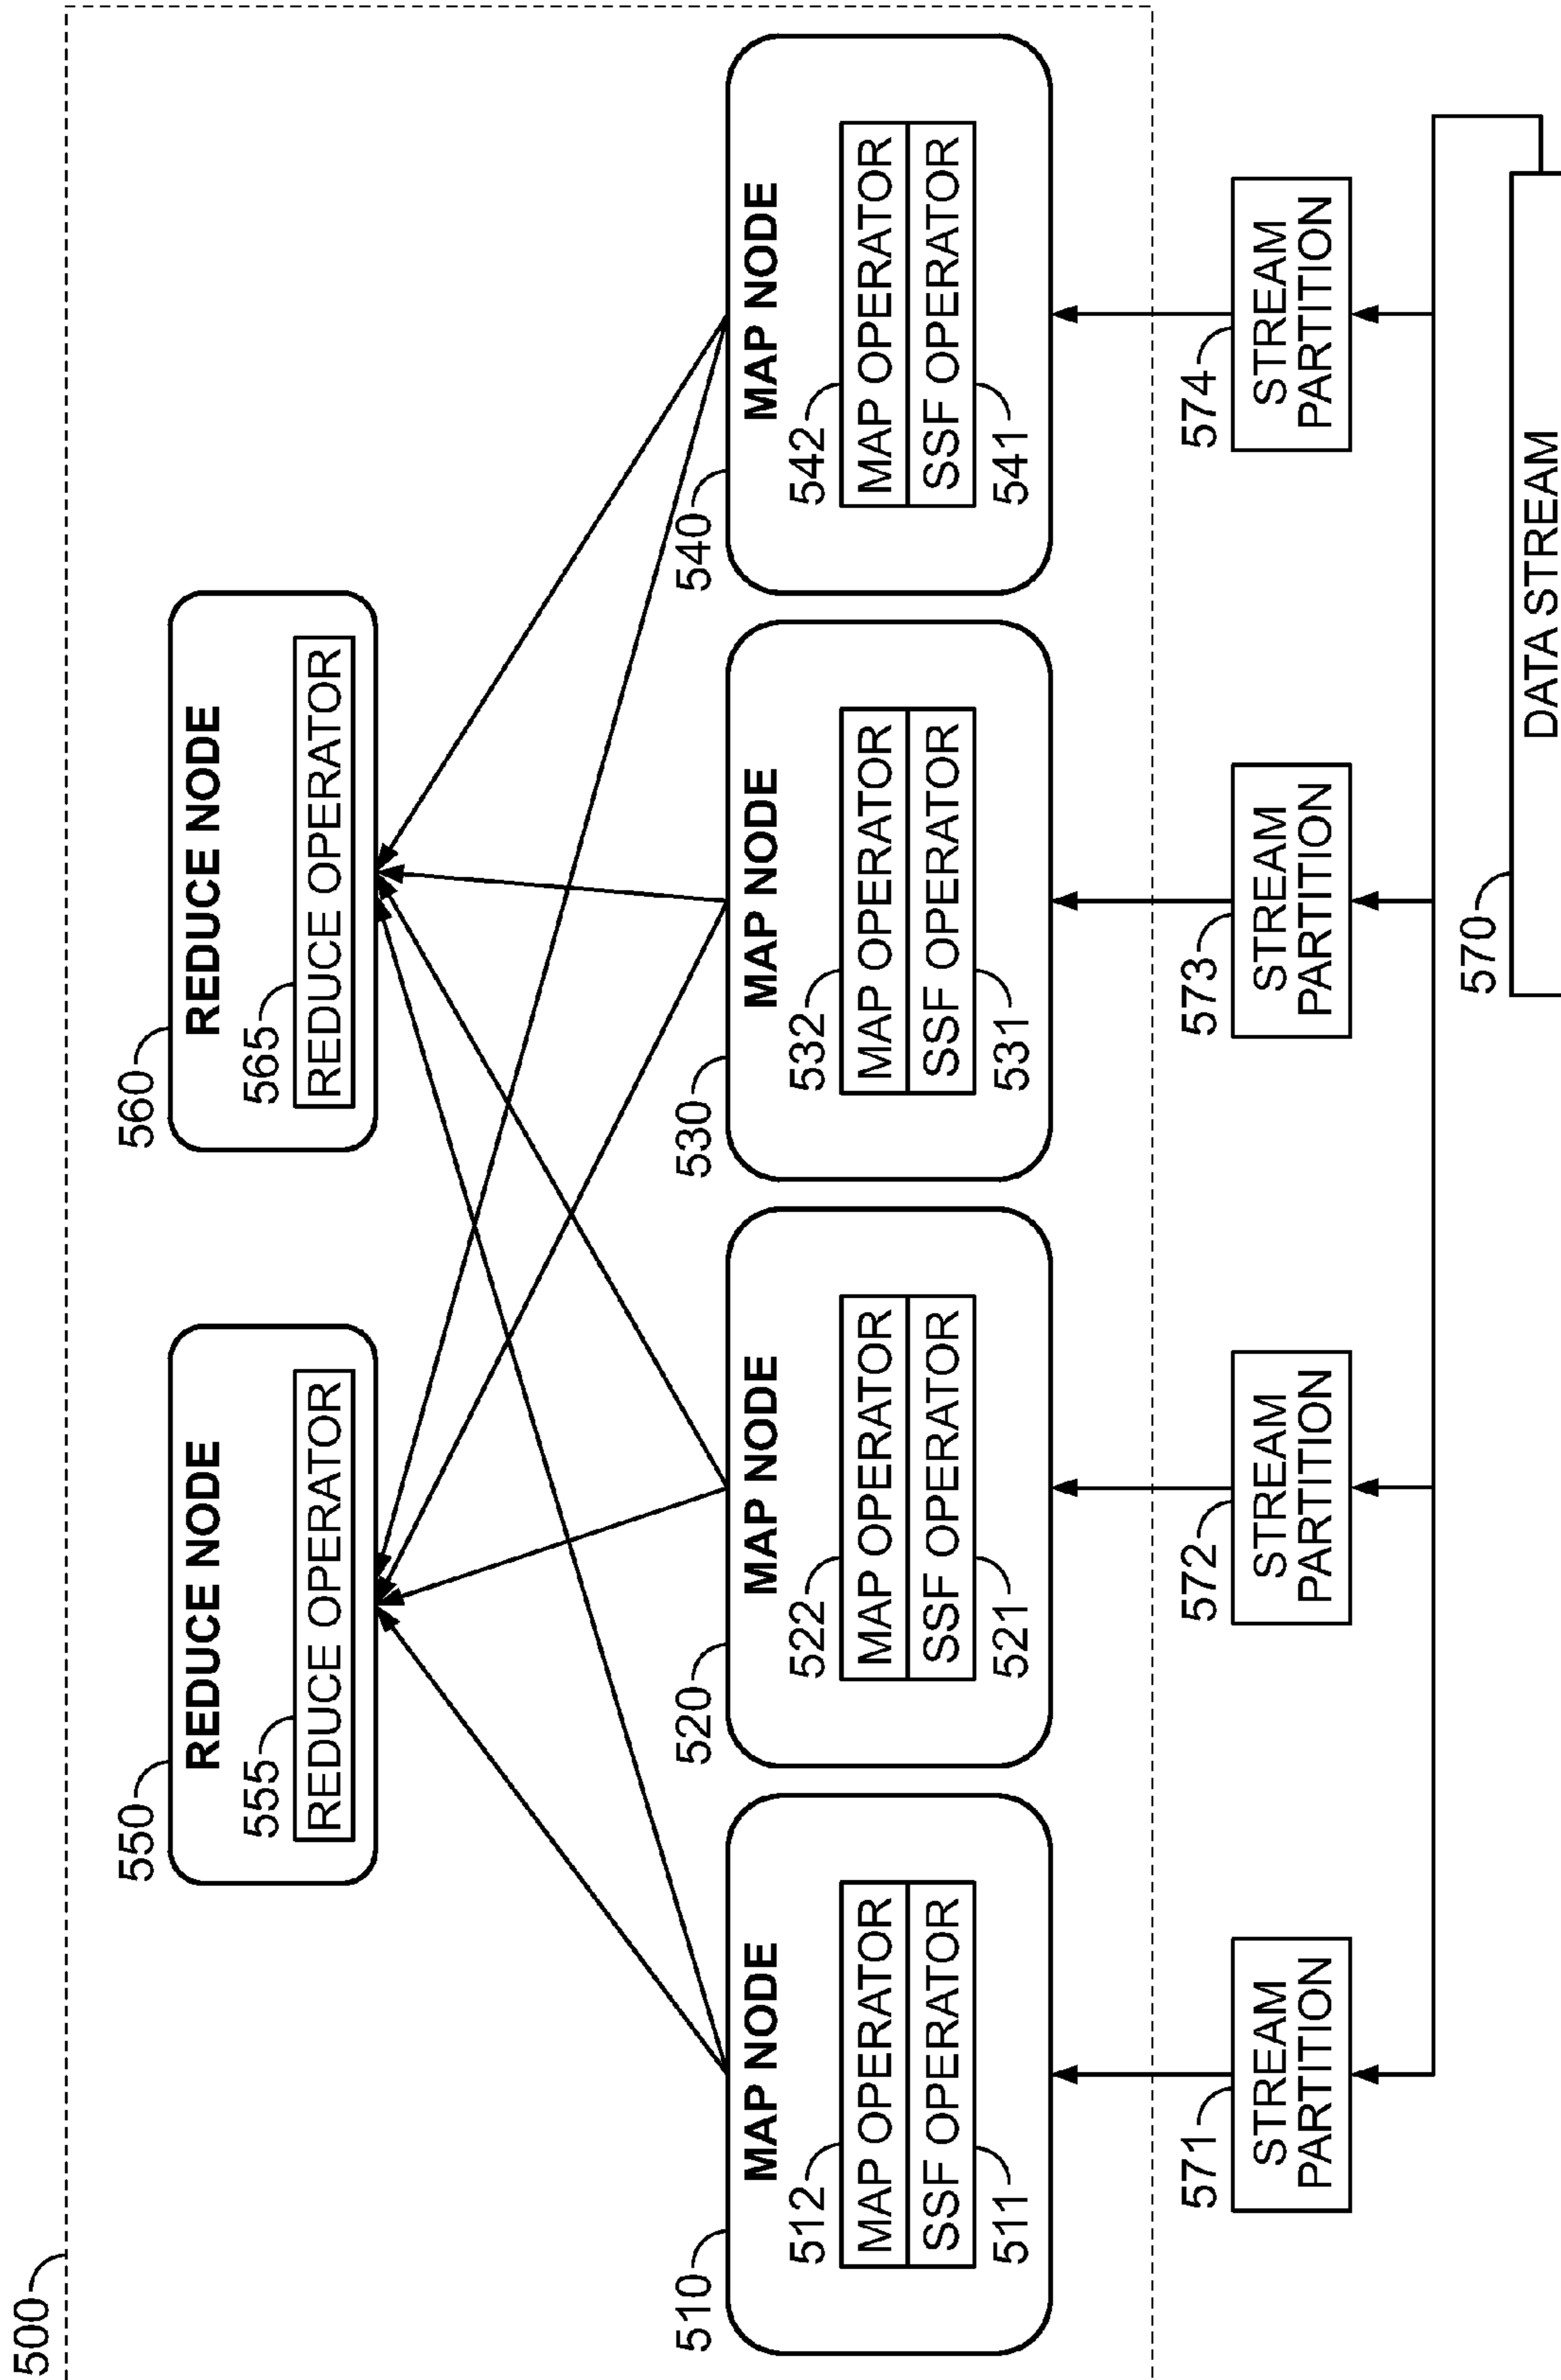 500
550
REDUCE NODE
555
REDUCE OPERATOR
560
REDUCE NODE
565
REDUCE OPERATOR
510
MAP NODE
512
MAP OPERATOR
SSF OPERATOR
511
520
MAP NODE
522
MAP OPERATOR
SSF OPERATOR
521
530
MAP NODE
532
MAP OPERATOR
SSF OPERATOR
531
540
MAP NODE
542
MAP OPERATOR
SSF OPERATOR
541
571
STREAM
PARTITION
572
STREAM
PARTITION
573
STREAM
PARTITION
574
STREAM
PARTITION
570
DATA STREAM